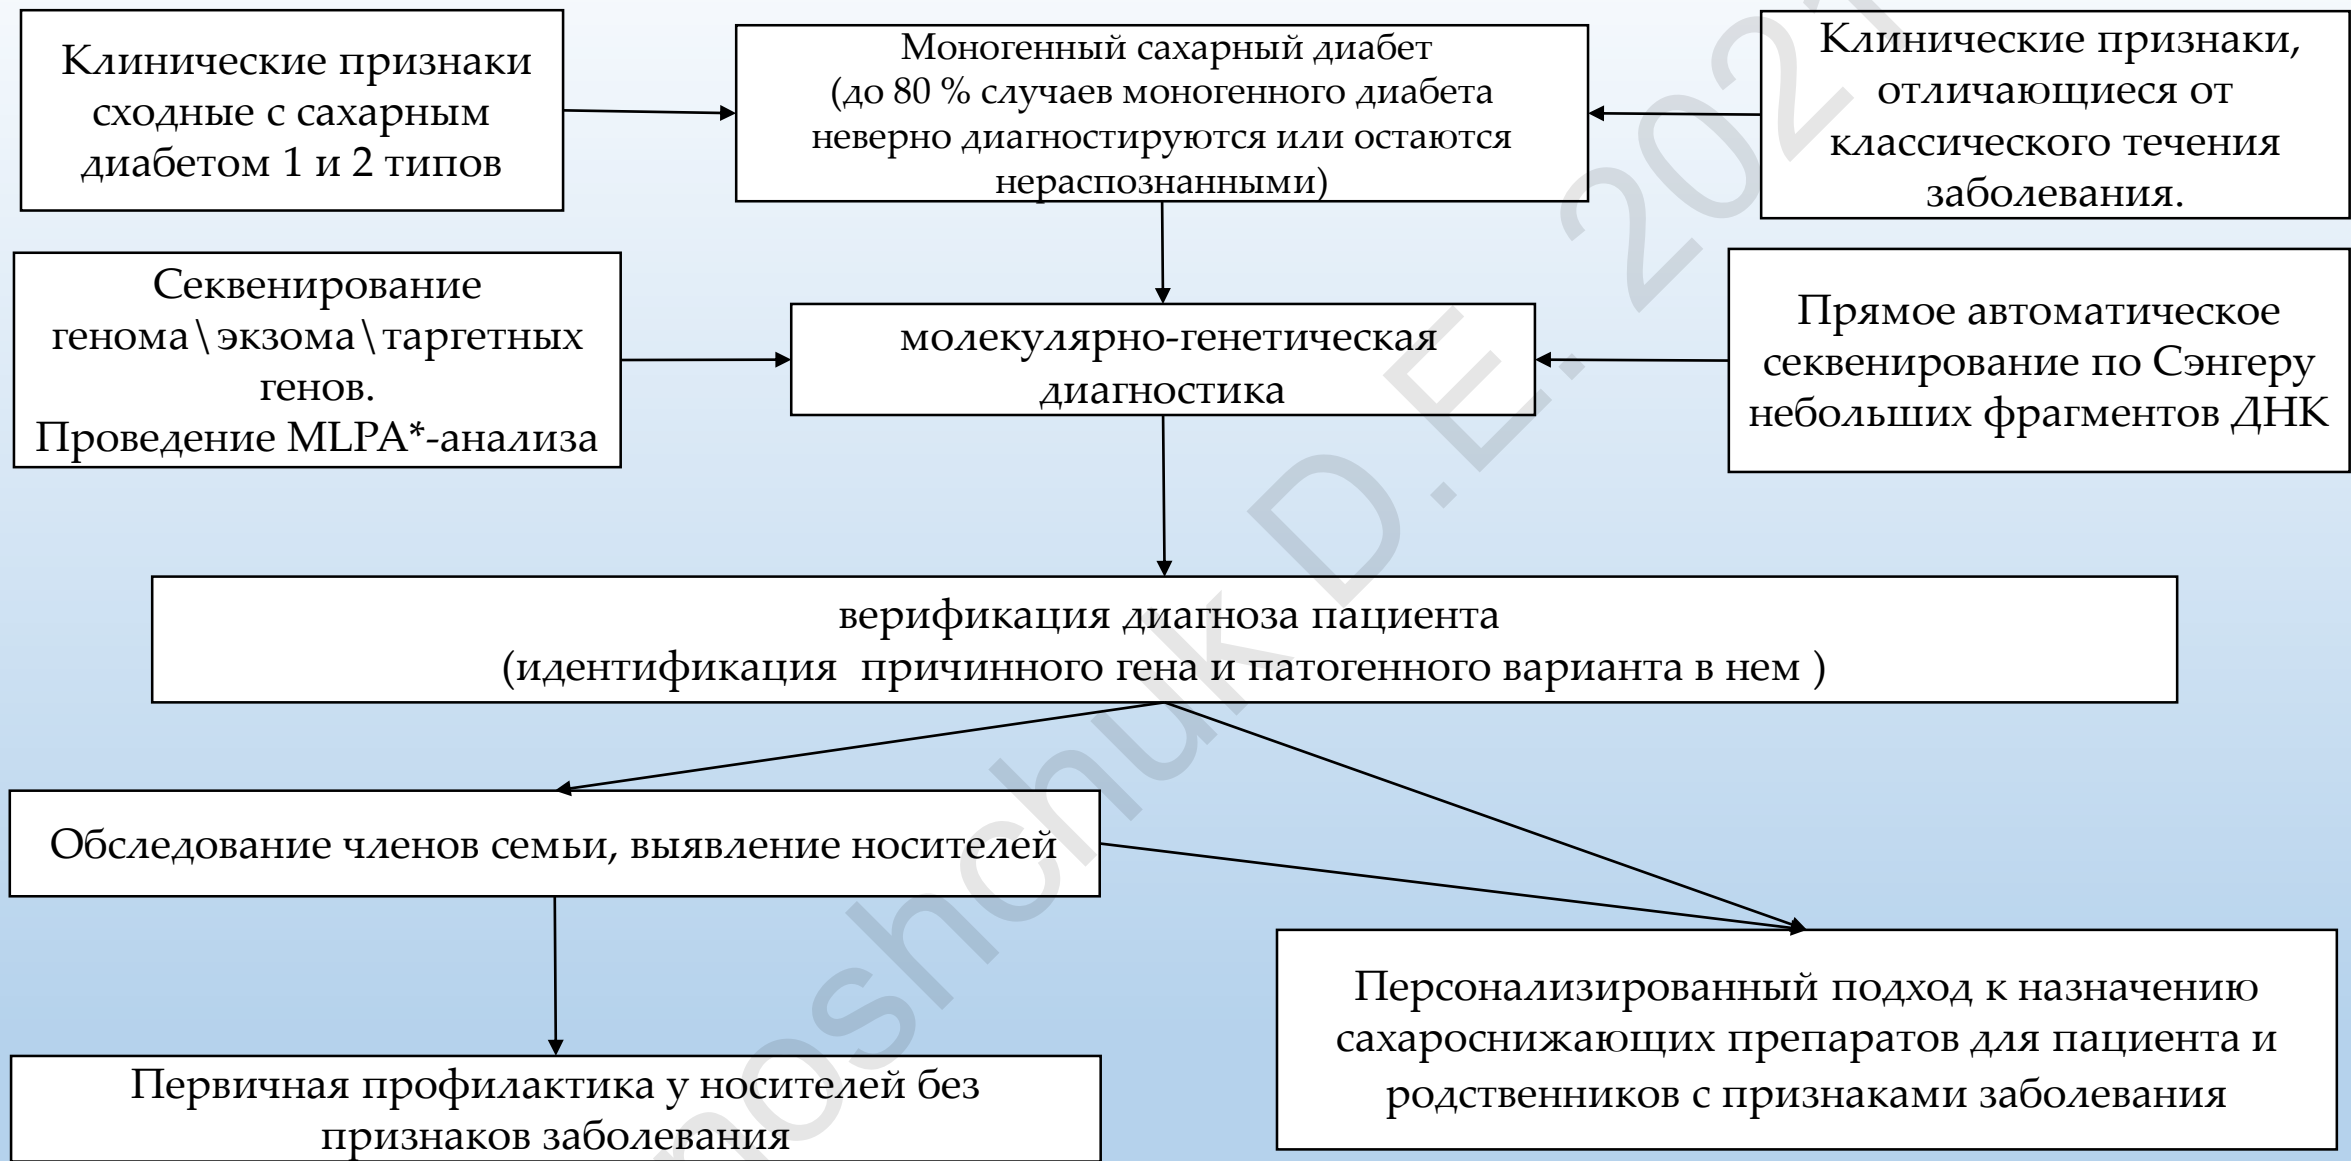 Клинические признаки
сходные с сахарным
диабетом 1 и 2 типов
Моногенный сахарный диабет
(до 80 % случаев моногенного диабета
неверно диагностируются или остаются
нераспознанными)
Клинические признаки,
отличающиеся от
классического течения
заболевания.
Секвенирование
генома\экзома\таргетных
генов.
Проведение MLPA*-анализа
молекулярно-генетическая
диагностика
Прямое автоматическое
секвенирование по Сэнгеру
небольших фрагментов ДНК
верификация диагноза пациента
(идентификация причинного гена и патогенного варианта в нем )
Обследование членов семьи, выявление носителей
Первичная профилактика у носителей без
признаков заболевания
Персонализированный подход к назначению
сахароснижающих препаратов для пациента и
родственников с признаками заболевания
noshchuk D.E. 202